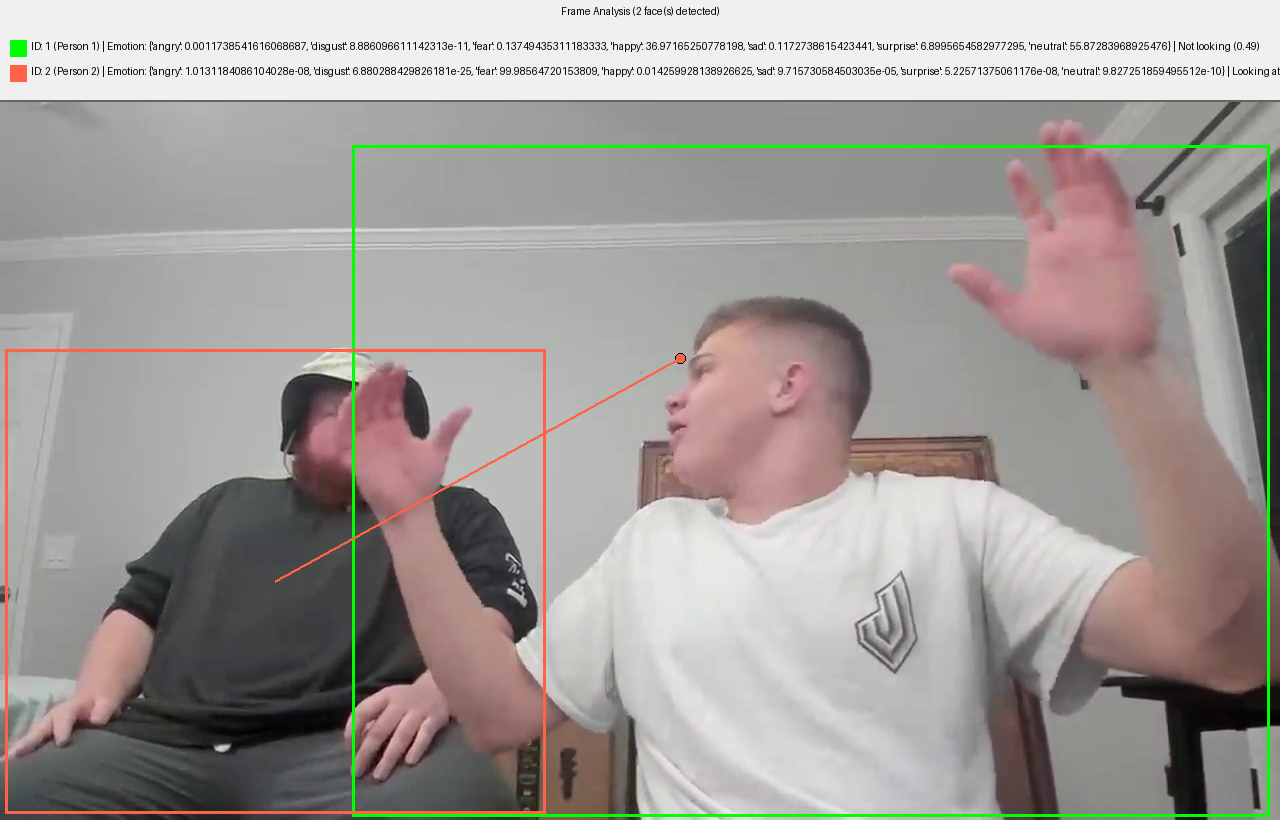 Frame Analysis (2 face(s) detected)
ID: 1 (Person 1) | Emotion: {'angry': 0.0011738541616068687, 'disgust': 8.886096611142313e-11, 'fear': 0.13749435311183333, 'happy': 36.97165250778198, 'sad': 0.1172738615423441, 'surprise': 6.8995654582977295, 'neutral': 55.87283968925476} | Not looking (0.49)
ID: 2 (Person 2) | Emotion: {'angry': 1.0131184086104028e-08, 'disgust': 6.880288429826181e-25, 'fear': 99.98564720153809, 'happy': 0.014259928138926625, 'sad': 9.715730584503035e-05, 'surprise': 5.22571375061176e-08, 'neutral': 9.827251859495512e-10} | Looking at